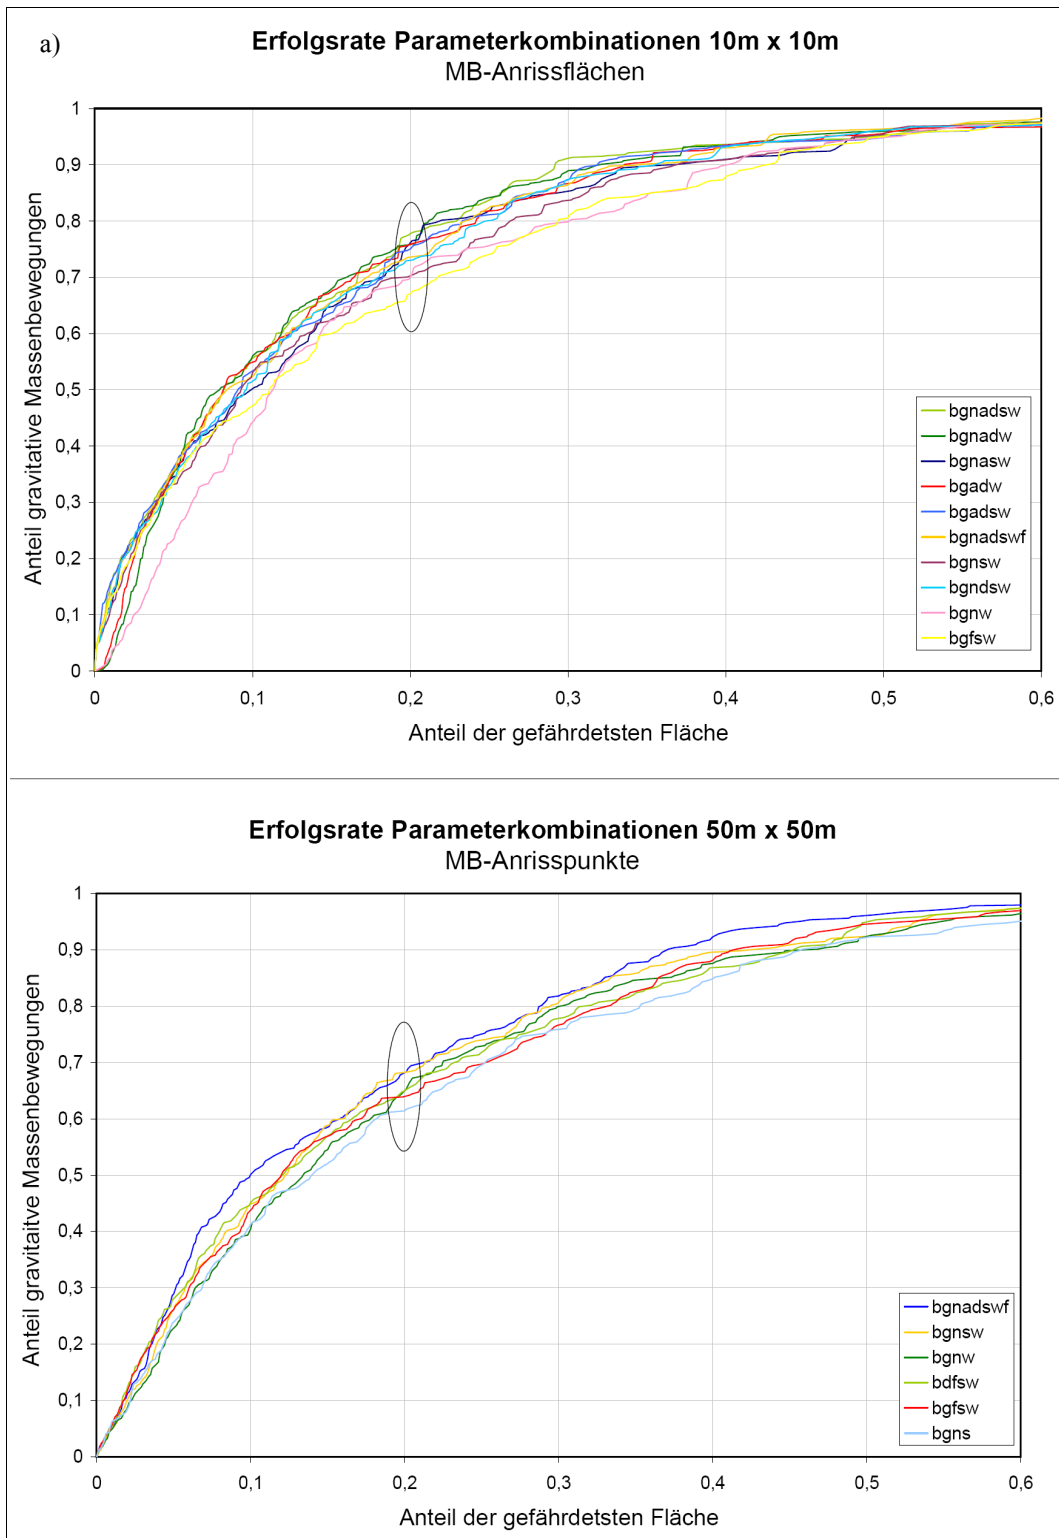 a)
Erfolgsrate Parameterkombinationen 10m x 10m
MB-Anrissflächen
Anteil gravitative Massenbewegungen
1
0,9
0,8
0,7
0,6
0,5
0,4
0,3
0,2
0,1
0
0
0,1
0,2
0,3
0,4
0,5
0,6
Anteil der gefährdetsten Fläche
bgnadsw
bgnadw
bgnasw
bgadw
bgadsw
bgnadswf
bgnsw
bgndsw
bgnw
bgfsw
Erfolgsrate Parameterkombinationen 50m x 50m
MB-Anrisspunkte
Anteil gravitaitve Massenbewegungen
1
0,9
0,8
0,7
0,6
0,5
0,4
0,3
0,2
0,1
0
0
0,1
0,2
0,3
0,4
0,5
0,6
Anteil der gefährdetsten Fläche
bgnadswf
bgnsw
bgnw
bdfsw
bgfsw
bgns